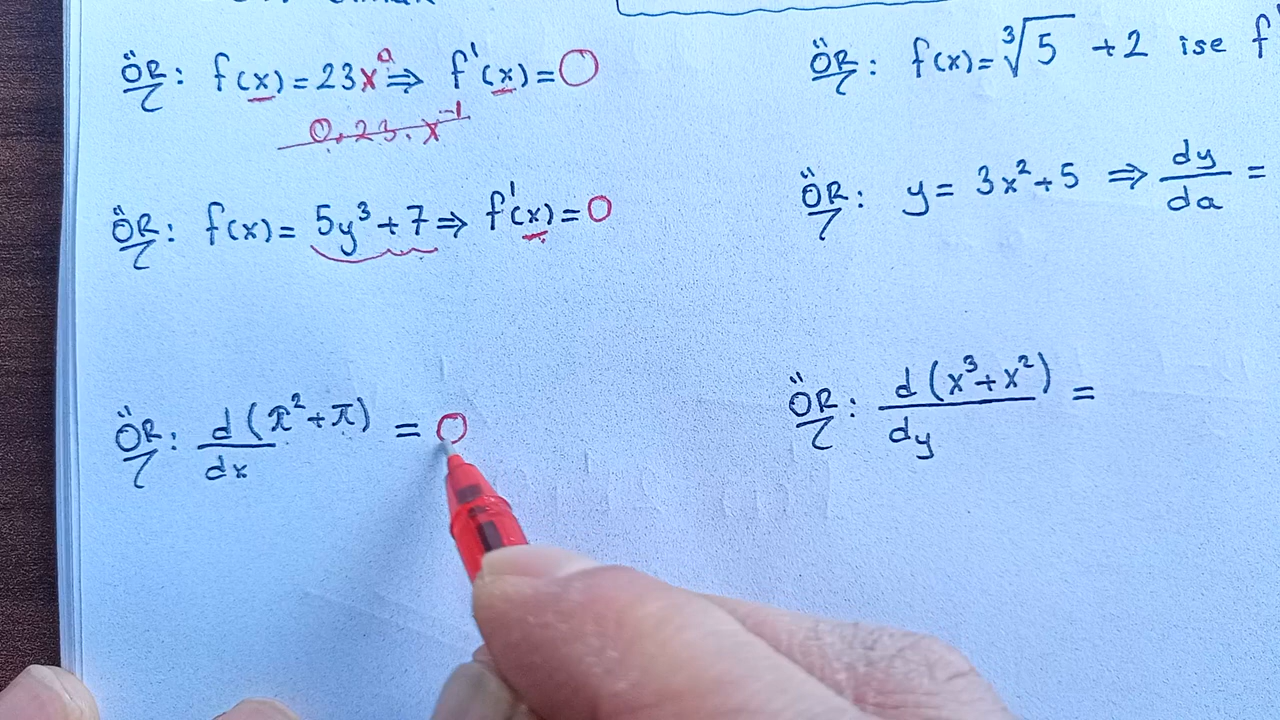 ÖR: f(x) = 23x⁰ ⇒ f'(x) = 0
0.23.x⁻¹
ÖR: f(x) = 5y³ + 7 ⇒ f'(x) = 0
ÖR: d(π² + π) / dx = 0
ÖR: f(x) = ∛5 + 2 ise f'
ÖR: y = 3x² + 5 ⇒ dy/da =
ÖR: d(x³ + x²) / dy =